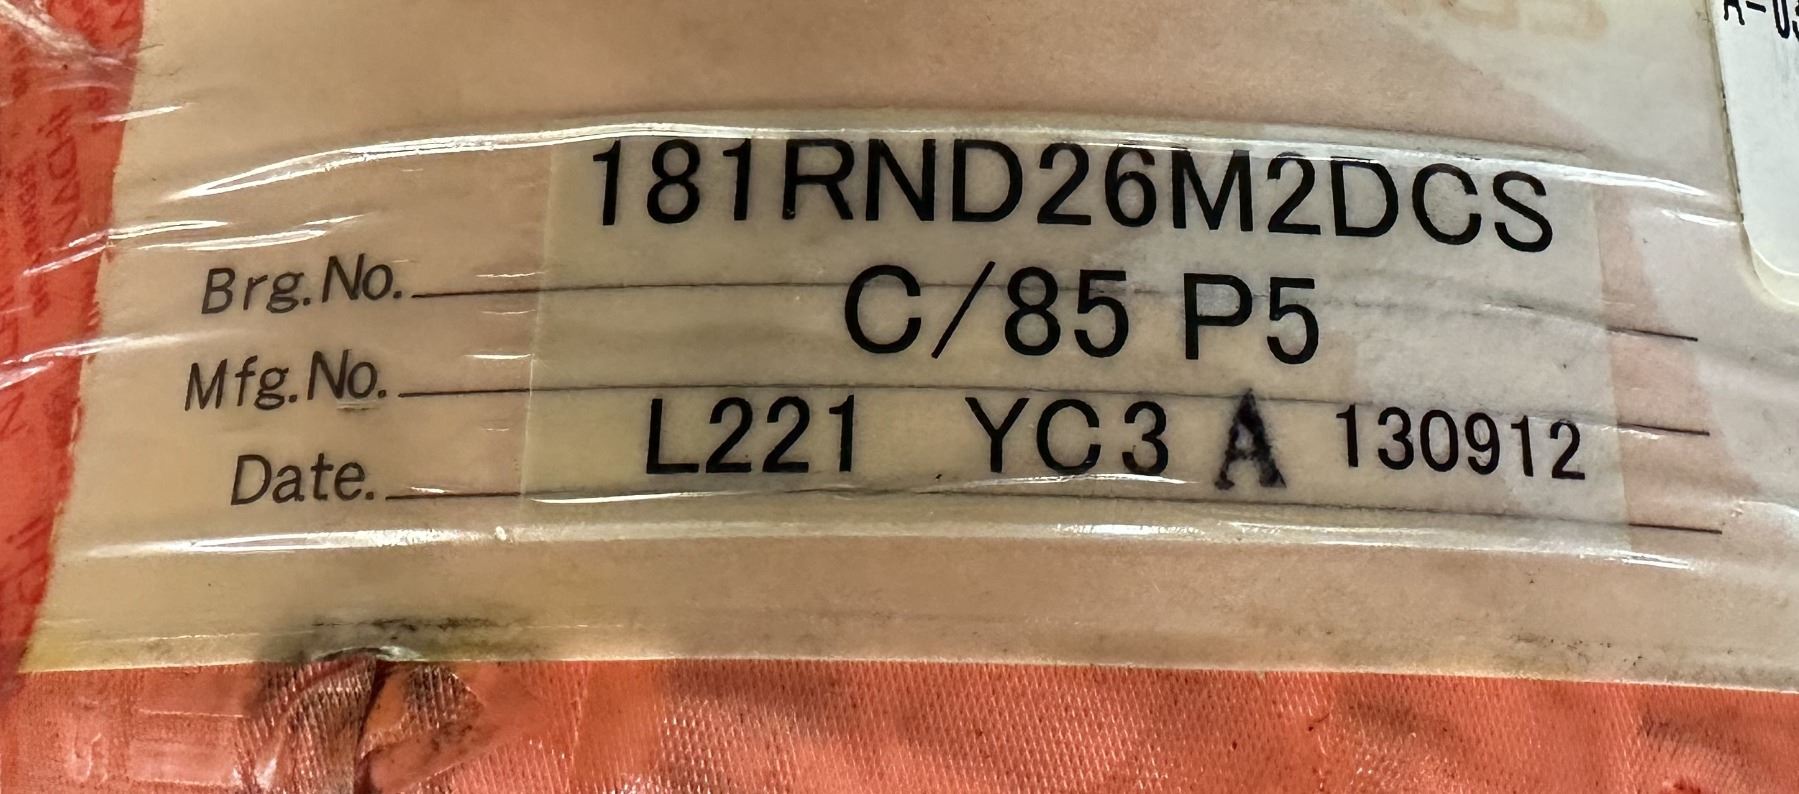 181RND26M2DCS
Brg.No.
C/85 P5
Mfg.No.
L221 YC3 A 130912
Date.